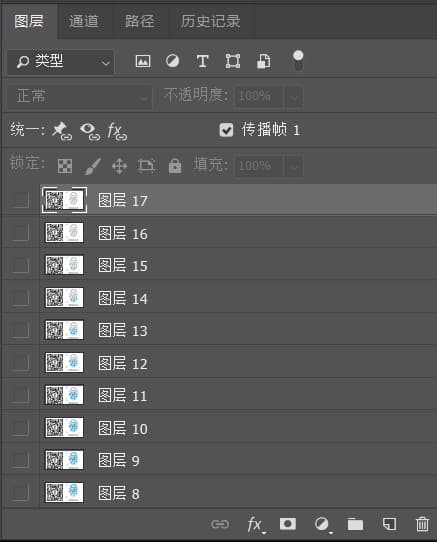 图层 通道 路径 历史记录
类型
正常 不透明度: 100%
统一: fx 传播帧 1
锁定: 填充: 100%
图层 17
图层 16
图层 15
图层 14
图层 13
图层 12
图层 11
图层 10
图层 9
图层 8
fx